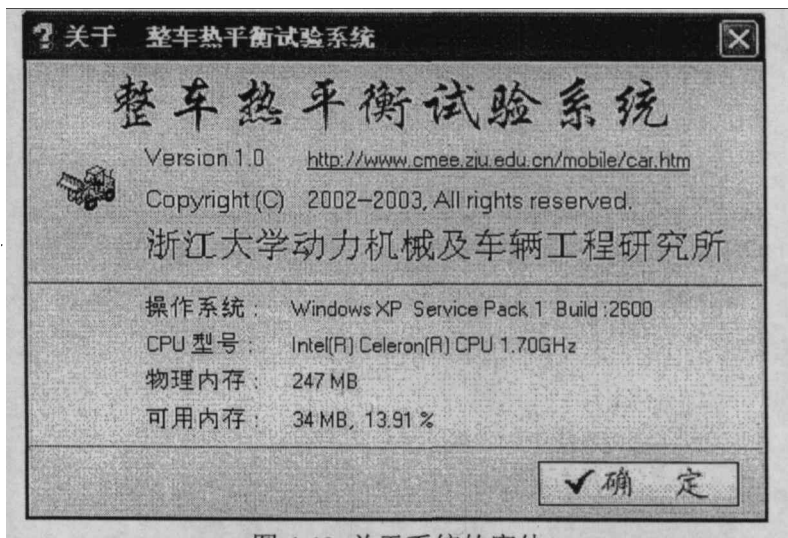 关于 整车热平衡试验系统
整车热平衡试验系统
Version 1.0 http://www.cmee.zju.edu.cn/mobile/car.htm
Copyright (C) 2002-2003, All rights reserved.
浙江大学动力机械及车辆工程研究所
操作系统: Windows XP Service Pack 1 Build :2600
CPU 型号: Intel(R) Celeron(R) CPU 1.70GHz
物理内存: 247 MB
可用内存: 34 MB, 13.91 %
确 定